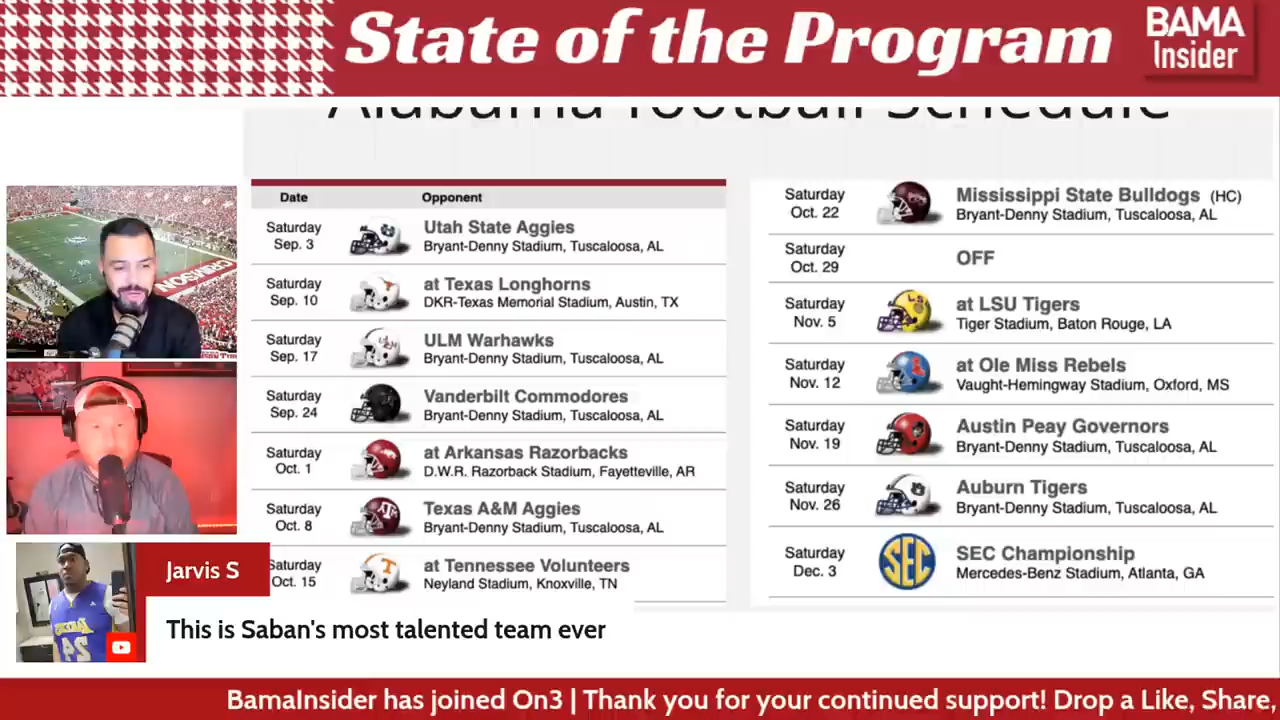 State of the Program
BAMA
Insider
Alabama football schedule
Date
Opponent
Saturday
Sep. 3
Utah State Aggies
Bryant-Denny Stadium, Tuscaloosa, AL
Saturday
Sep. 10
at Texas Longhorns
DKR-Texas Memorial Stadium, Austin, TX
Saturday
Sep. 17
ULM Warhawks
Bryant-Denny Stadium, Tuscaloosa, AL
Saturday
Sep. 24
Vanderbilt Commodores
Bryant-Denny Stadium, Tuscaloosa, AL
Saturday
Oct. 1
at Arkansas Razorbacks
D.W.R. Razorback Stadium, Fayetteville, AR
Saturday
Oct. 8
Texas A&M Aggies
Bryant-Denny Stadium, Tuscaloosa, AL
Oct. 15
at Tennessee Volunteers
Neyland Stadium, Knoxville, TN
Saturday
Oct. 22
Mississippi State Bulldogs (HC)
Bryant-Denny Stadium, Tuscaloosa, AL
Saturday
Oct. 29
OFF
Saturday
Nov. 5
at LSU Tigers
Tiger Stadium, Baton Rouge, LA
Saturday
Nov. 12
at Ole Miss Rebels
Vaught-Hemingway Stadium, Oxford, MS
Saturday
Nov. 19
Austin Peay Governors
Bryant-Denny Stadium, Tuscaloosa, AL
Saturday
Nov. 26
Auburn Tigers
Bryant-Denny Stadium, Tuscaloosa, AL
Saturday
Dec. 3
SEC
SEC Championship
Mercedes-Benz Stadium, Atlanta, GA
CRIMSON
Jarvis S
This is Saban's most talented team ever
BamaInsider has joined On3 | Thank you for your continued support! Drop a Like, Share,